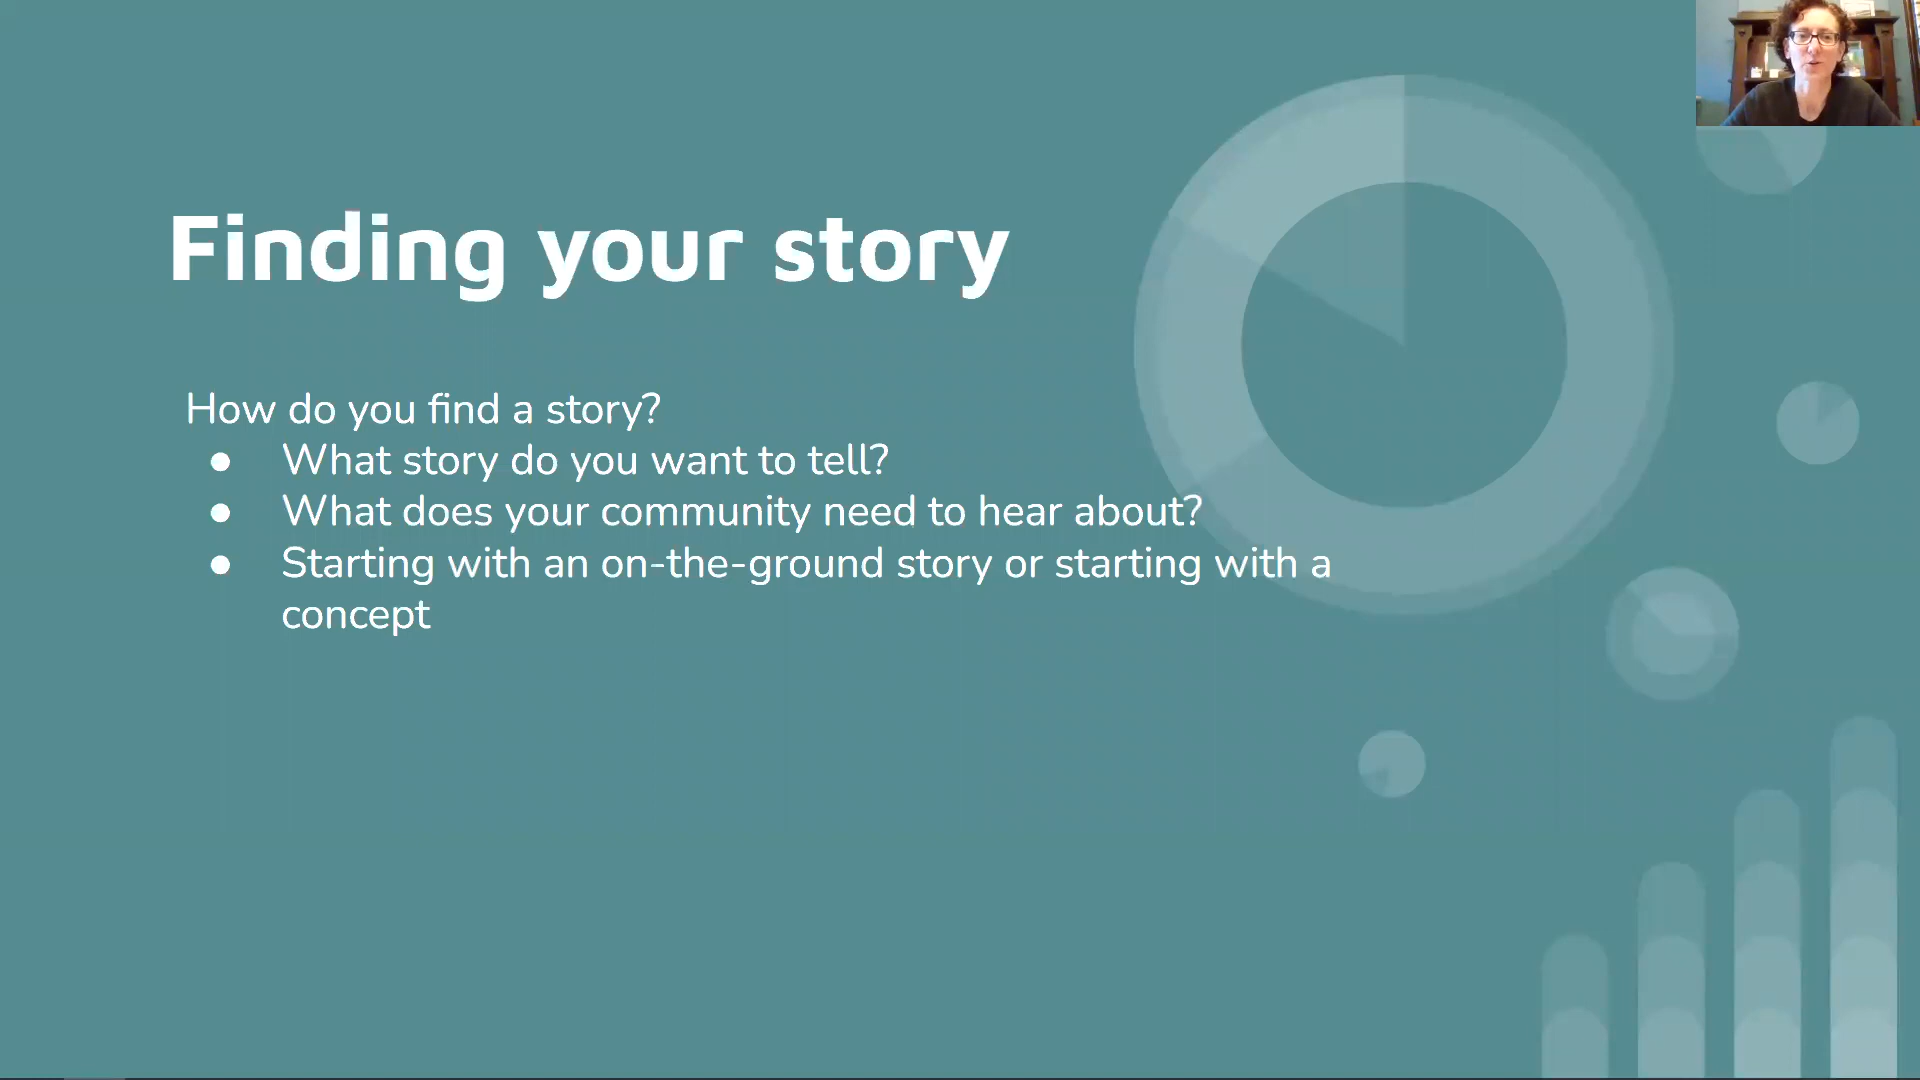 Finding your story
How do you find a story?
● What story do you want to tell?
● What does your community need to hear about?
● Starting with an on-the-ground story or starting with a
concept